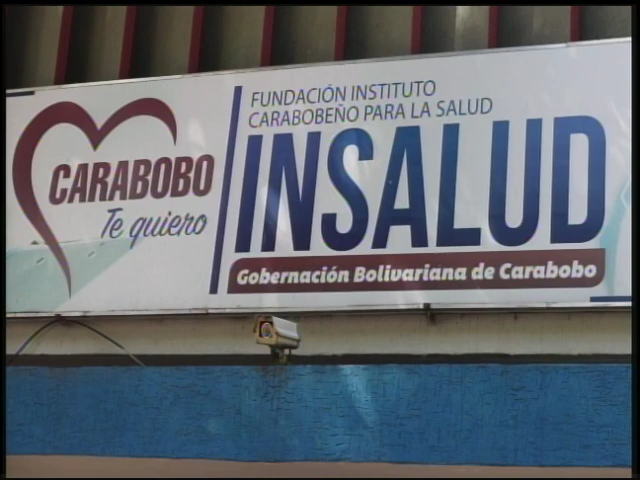 CARABOBO
Te quiero
FUNDACIÓN INSTITUTO
CARABOBEÑO PARA LA SALUD
INSALUD
Gobernación Bolivariana de Carabobo